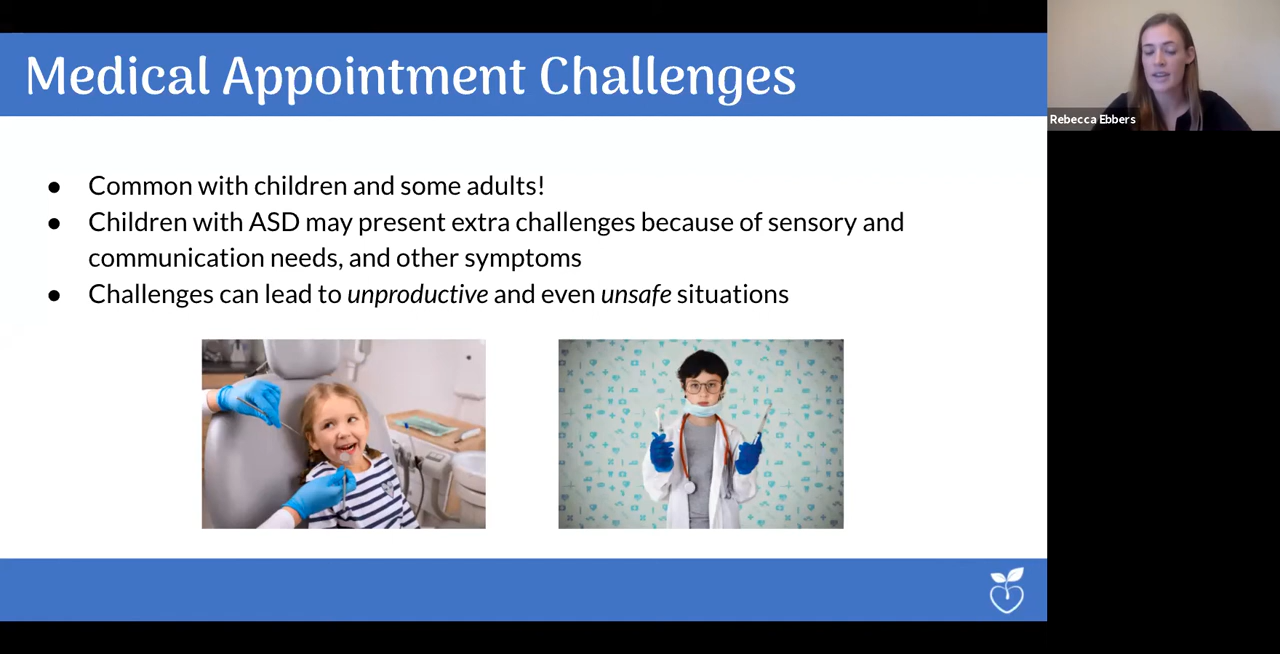 Medical Appointment Challenges
Rebecca Ebbers
● Common with children and some adults!
● Children with ASD may present extra challenges because of sensory and
communication needs, and other symptoms
● Challenges can lead to unproductive and even unsafe situations